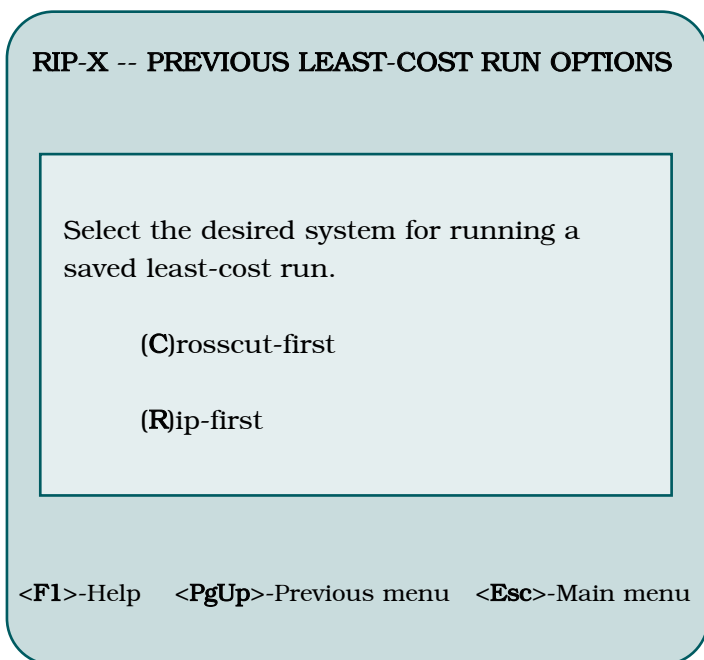 RIP-X -- PREVIOUS LEAST-COST RUN OPTIONS
Select the desired system for running a
saved least-cost run.
(C)rosscut-first
(R)ip-first
<F1>-Help <PgUp>-Previous menu <Esc>-Main menu